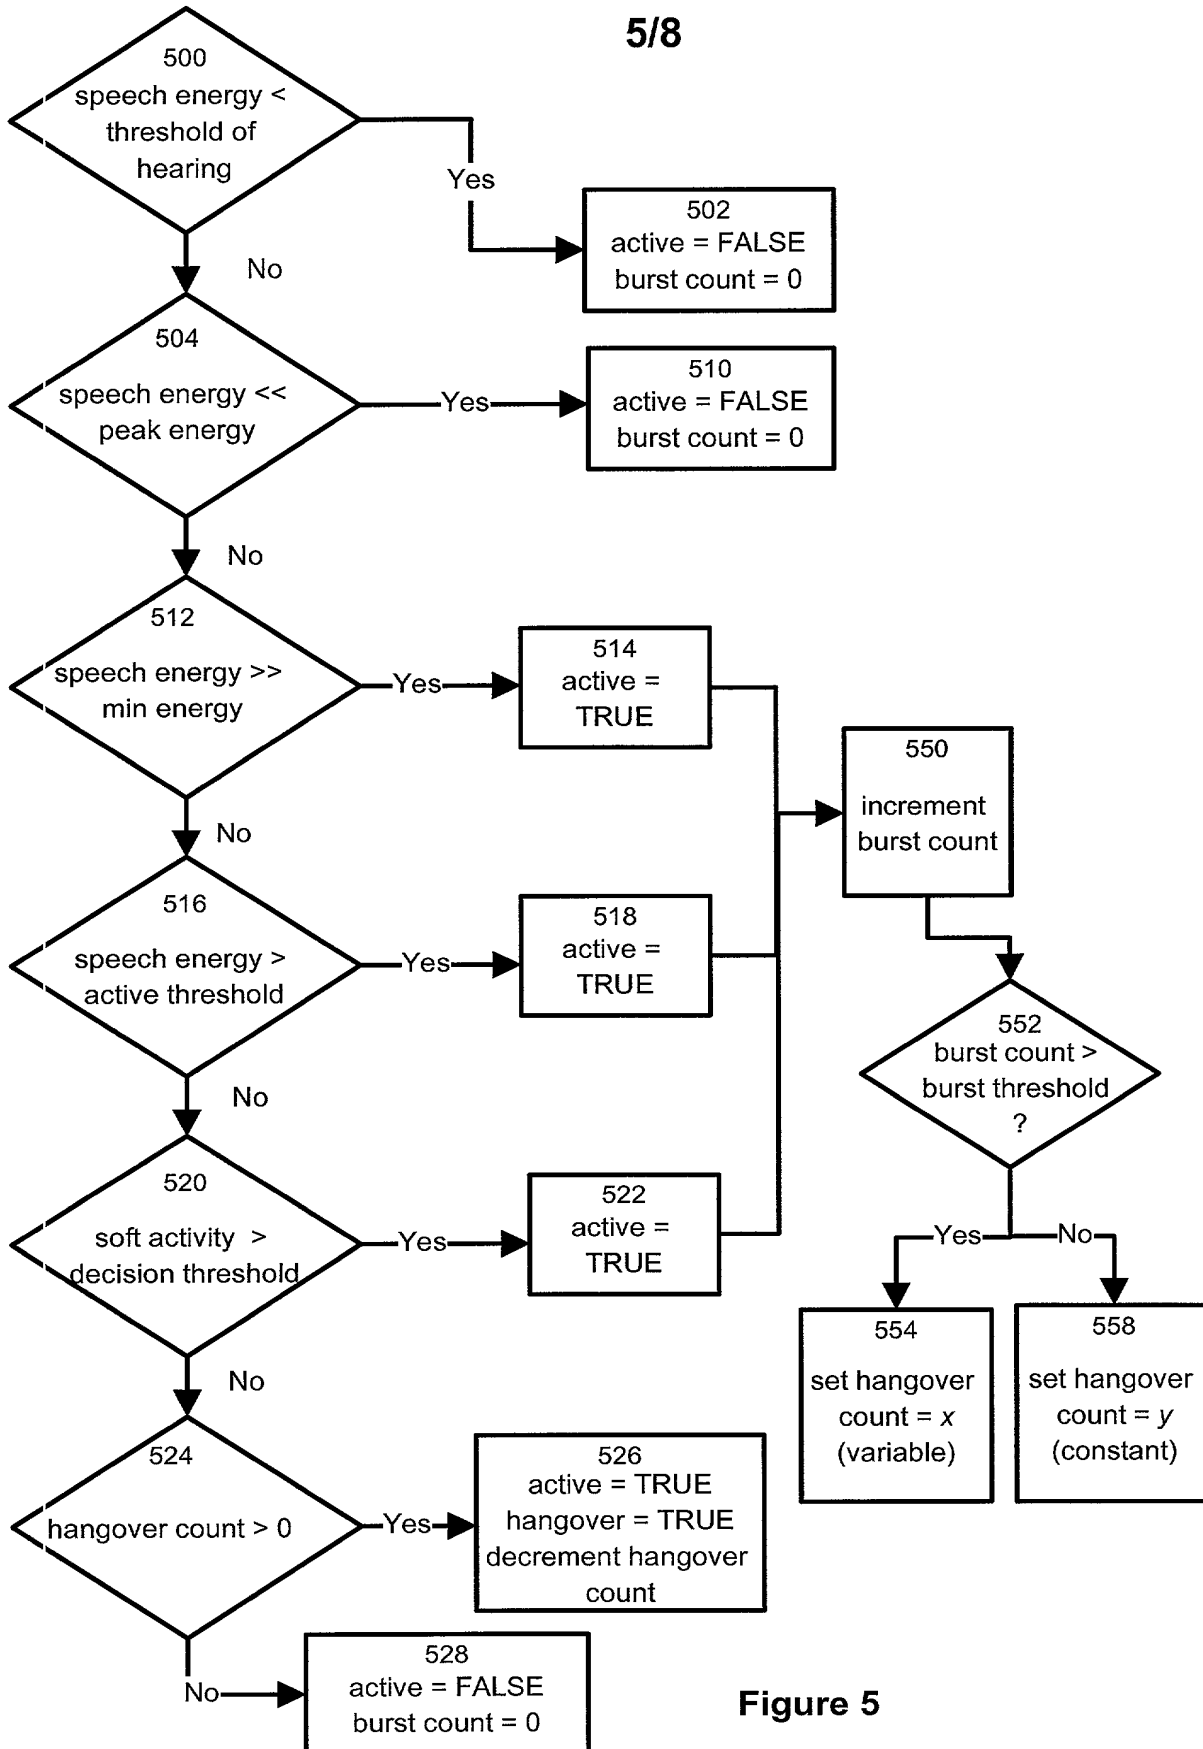 5/8
500
speech energy <
threshold of
hearing
Yes
502
active = FALSE
burst count = 0
No
504
speech energy <<
peak energy
Yes
510
active = FALSE
burst count = 0
No
512
speech energy >>
min energy
Yes
514
active =
TRUE
550
increment
burst count
No
516
speech energy >
active threshold
Yes
518
active =
TRUE
552
burst count >
burst threshold
?
No
520
soft activity >
decision threshold
Yes
522
active =
TRUE
Yes
No
554
set hangover
count = x
(variable)
558
set hangover
count = y
(constant)
No
524
hangover count > 0
Yes
526
active = TRUE
hangover = TRUE
decrement hangover
count
No
528
active = FALSE
burst count = 0
Figure 5